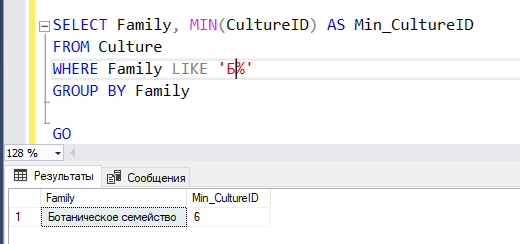 SELECT Family, MIN(CultureID) AS Min_CultureID
FROM Culture
WHERE Family LIKE 'Б%'
GROUP BY Family
GO
128 %
Результаты Сообщения
Family Min_CultureID
1 Ботаническое семейство 6